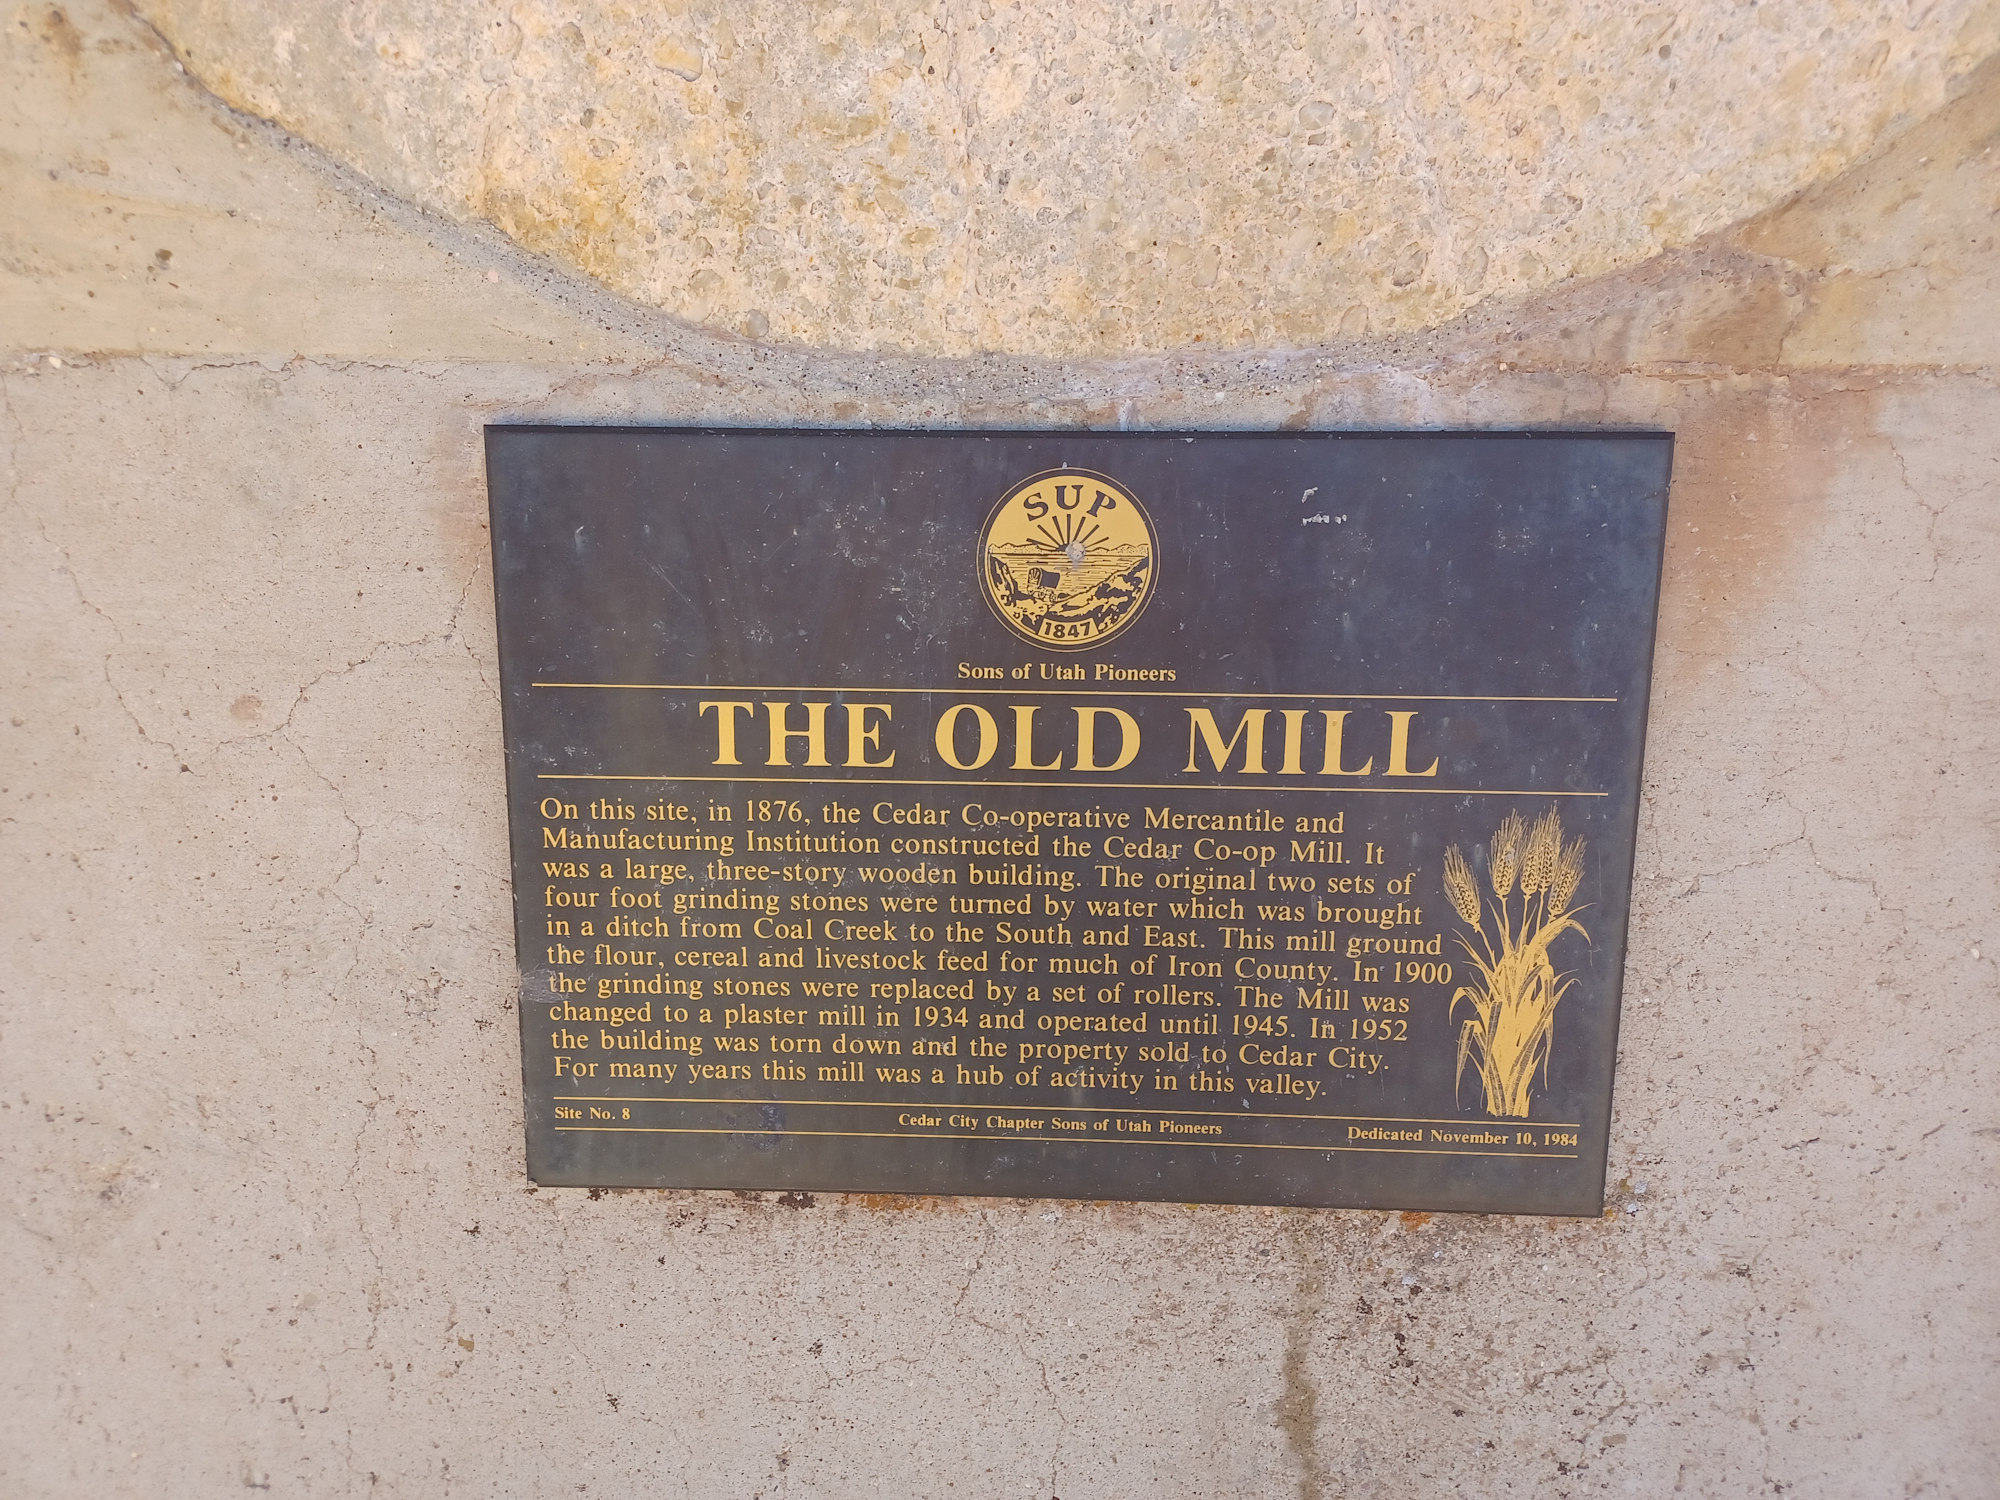 SUP
1847
Sons of Utah Pioneers
THE OLD MILL
On this site, in 1876, the Cedar Co-operative Mercantile and
Manufacturing Institution constructed the Cedar Co-op Mill. It
was a large, three-story wooden building. The original two sets of
four foot grinding stones were turned by water which was brought
in a ditch from Coal Creek to the South and East. This mill ground
the flour, cereal and livestock feed for much of Iron County. In 1900
the grinding stones were replaced by a set of rollers. The Mill was
changed to a plaster mill in 1934 and operated until 1945. In 1952
the building was torn down and the property sold to Cedar City.
For many years this mill was a hub of activity in this valley.
Site No. 8
Cedar City Chapter Sons of Utah Pioneers
Dedicated November 10, 1984